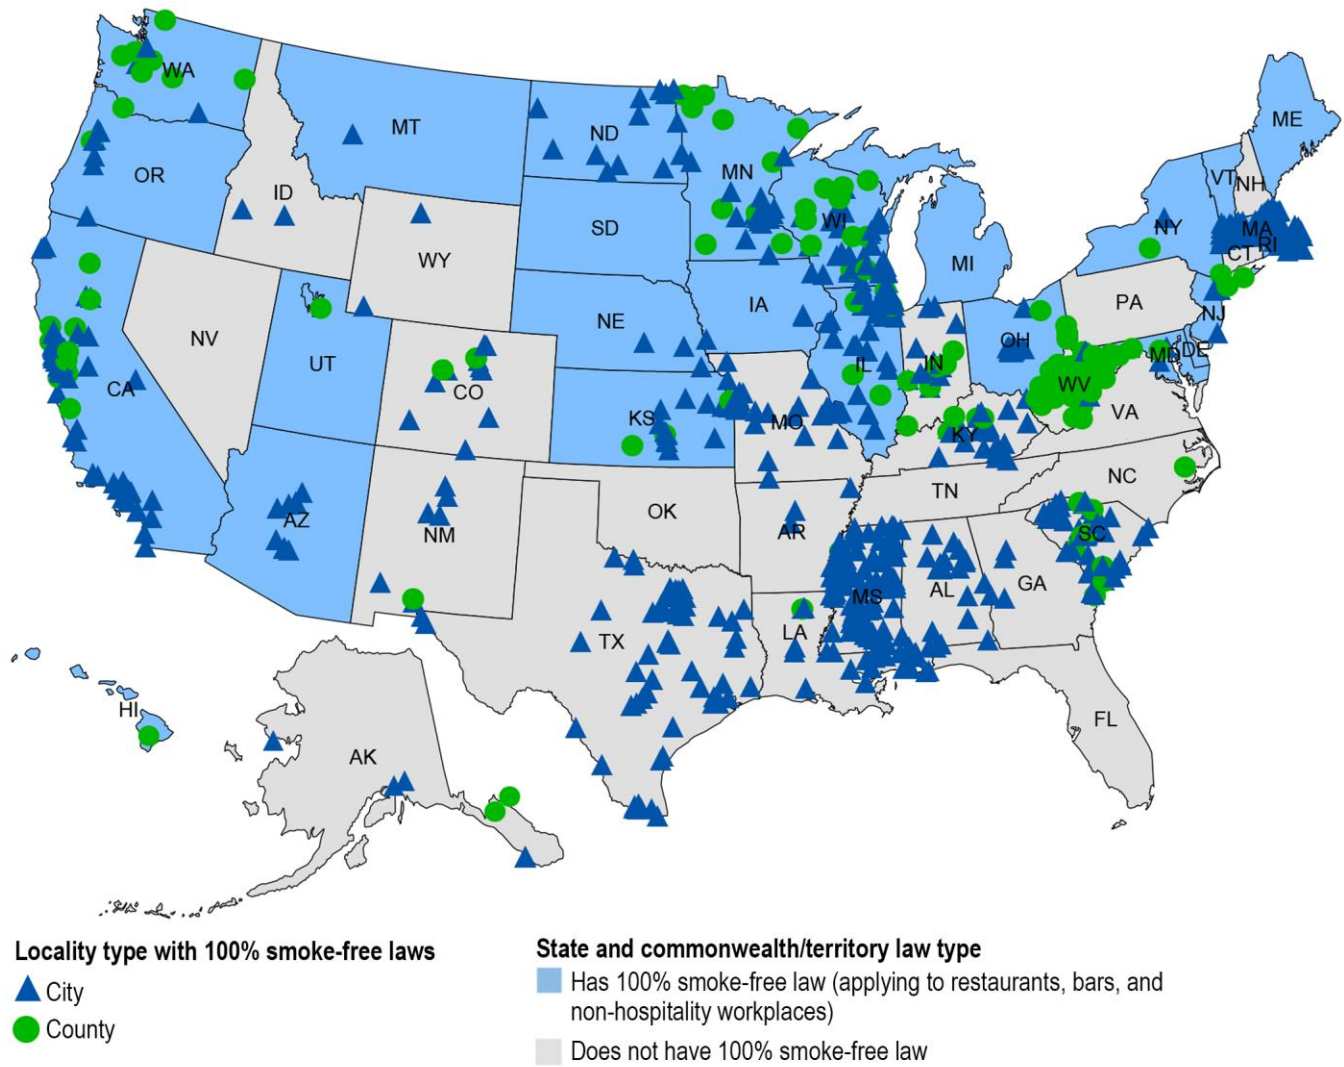 WA
MT
ND
MN
ME
VT
NH
OR
ID
SD
WI
NY
MA
RI
CT
WY
MI
IA
PA
NV
NE
NJ
OH
UT
IL
IN
MD
DE
CA
CO
WV
KS
MO
VA
KY
NC
TN
AZ
NM
OK
AR
SC
MS
AL
GA
TX
LA
HI
FL
AK
Locality type with 100% smoke-free laws
City
County
State and commonwealth/territory law type
Has 100% smoke-free law (applying to restaurants, bars, and
non-hospitality workplaces)
Does not have 100% smoke-free law